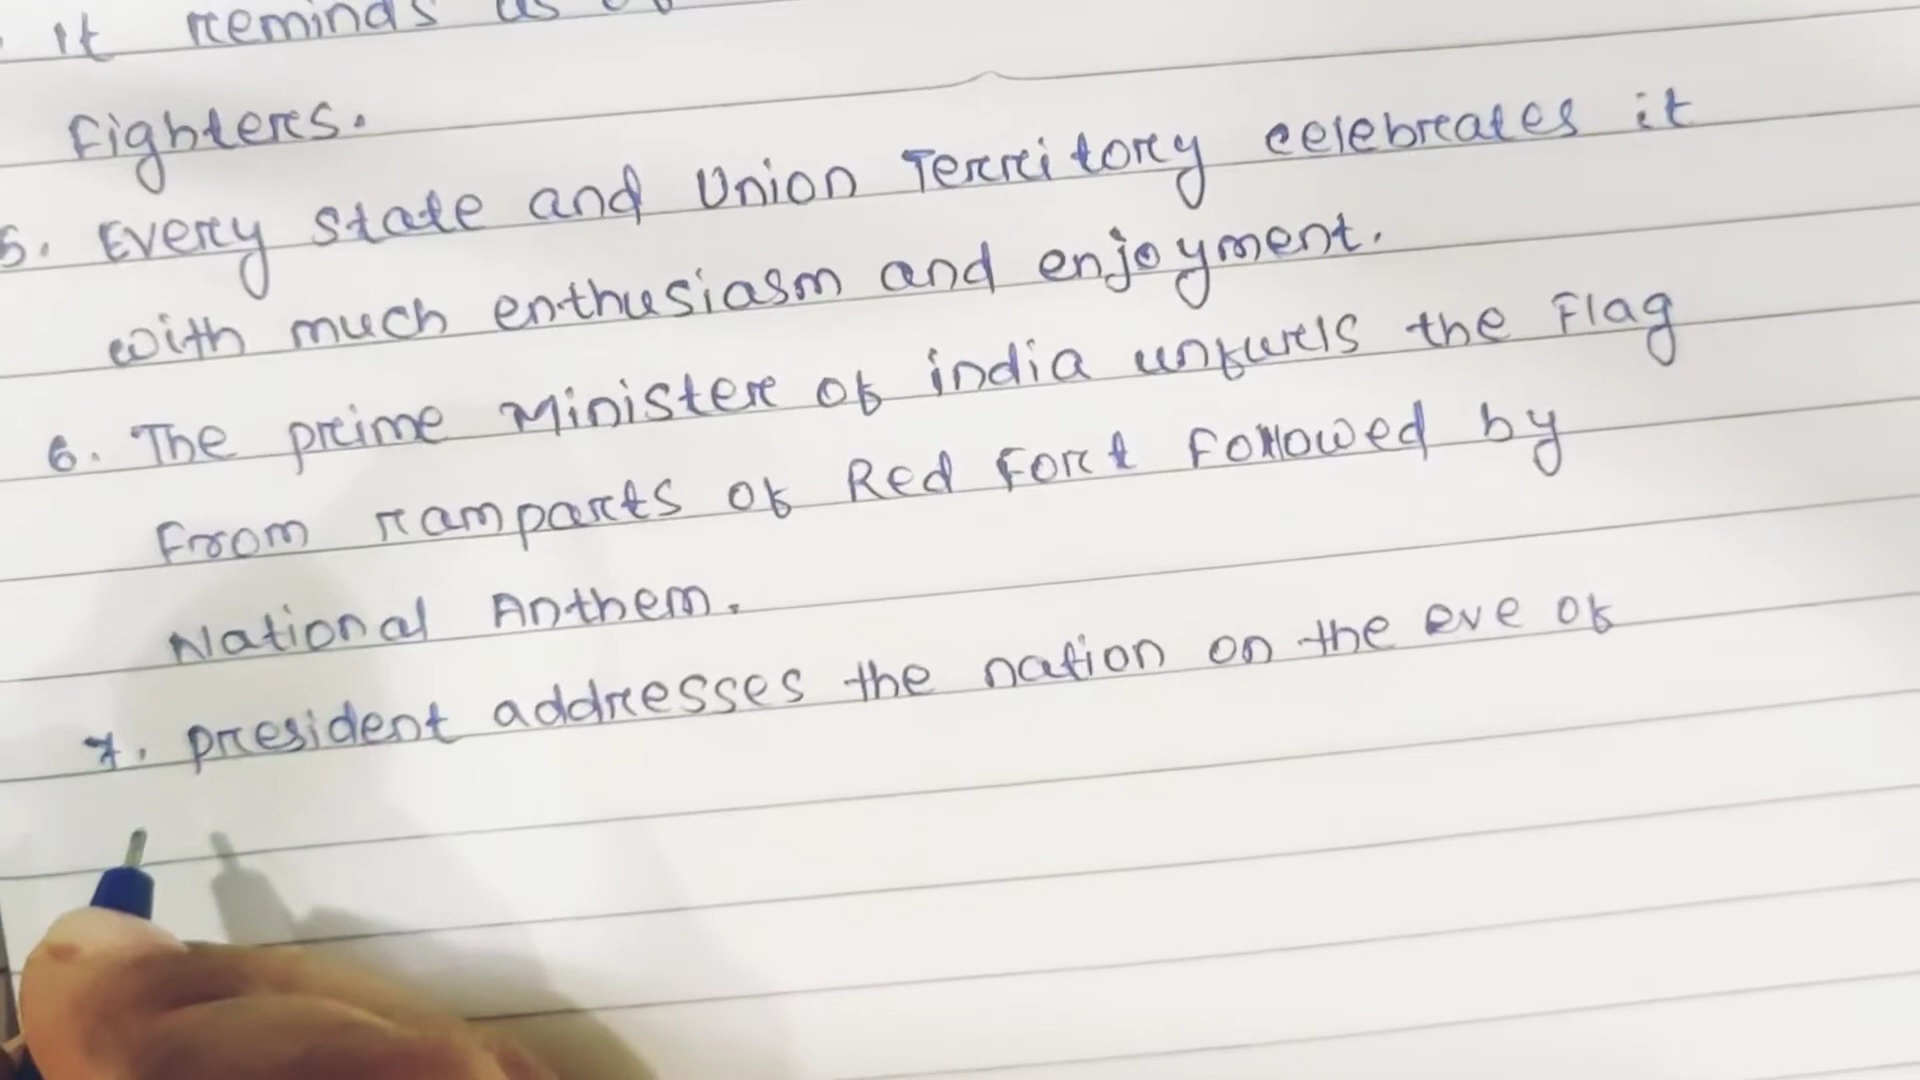 It reminds us of
Fighters.
5. Every state and Union Territory celebrates it
with much enthusiasm and enjoyment.
6. The prime Minister of india unfurls the Flag
From ramparts of Red Fort Followed by
National Anthem.
7. president addresses the nation on the eve of